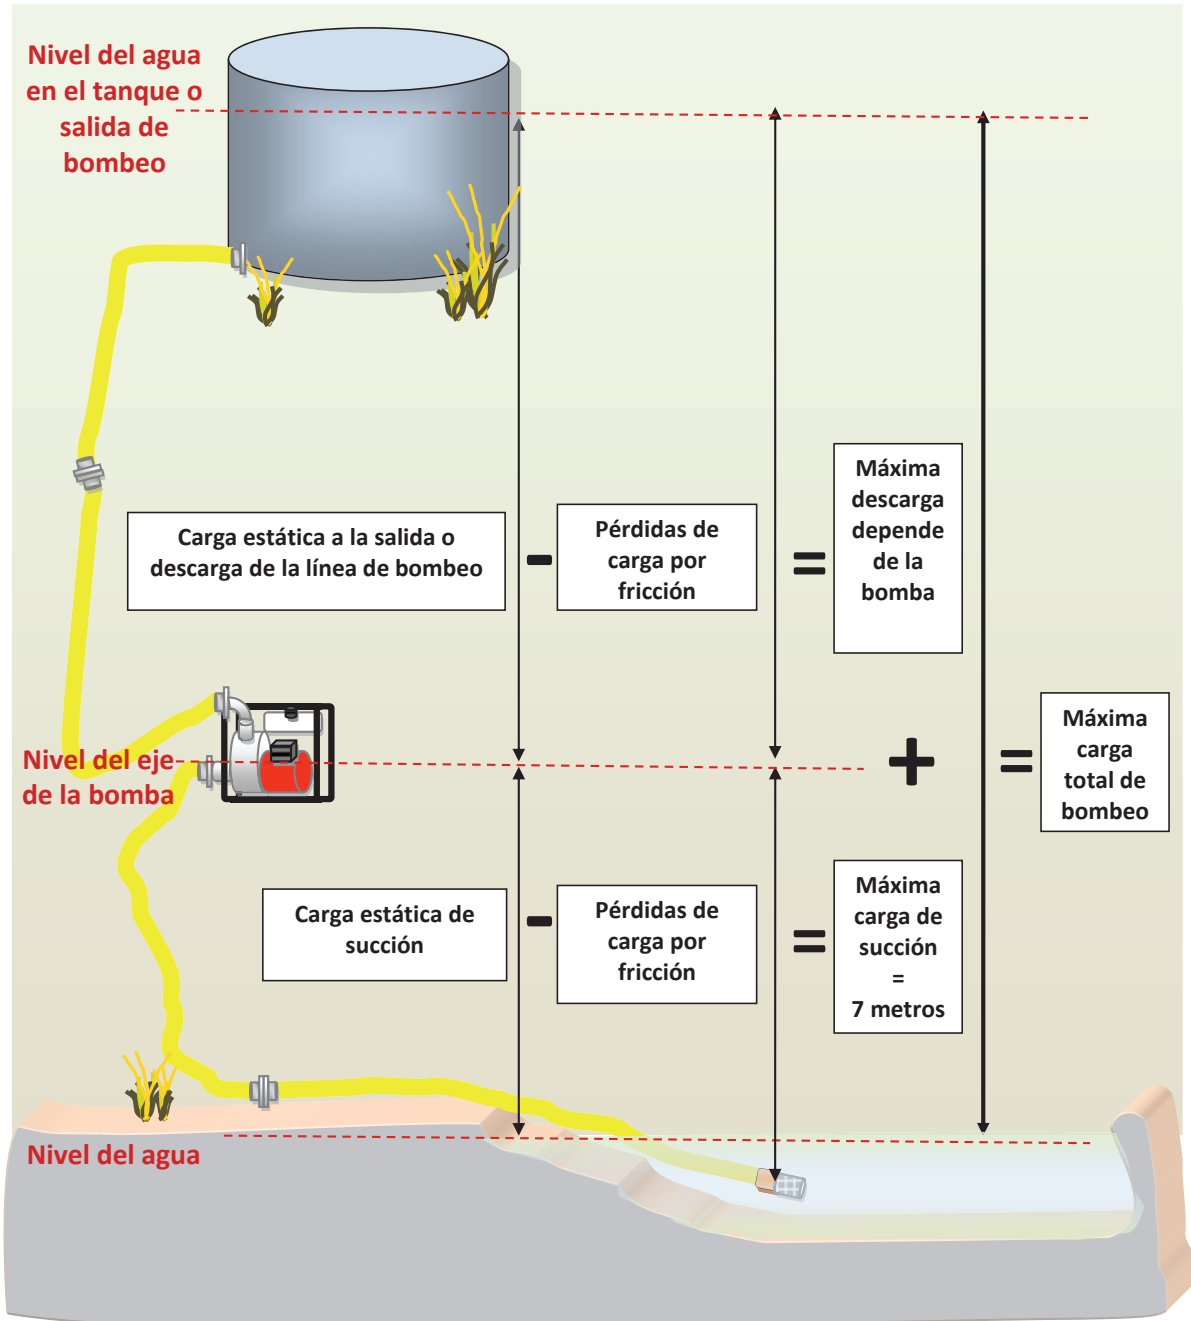 Nivel del agua
en el tanque o
salida de
bombeo
Carga estática a la salida o
descarga de la línea de bombeo
-
Pérdidas de
carga por
fricción
=
Máxima
descarga
depende
de la
bomba
Nivel del eje
de la bomba
+
=
Máxima
carga
total de
bombeo
Carga estática de
succión
-
Pérdidas de
carga por
fricción
=
Máxima
carga de
succión
=
7 metros
Nivel del agua